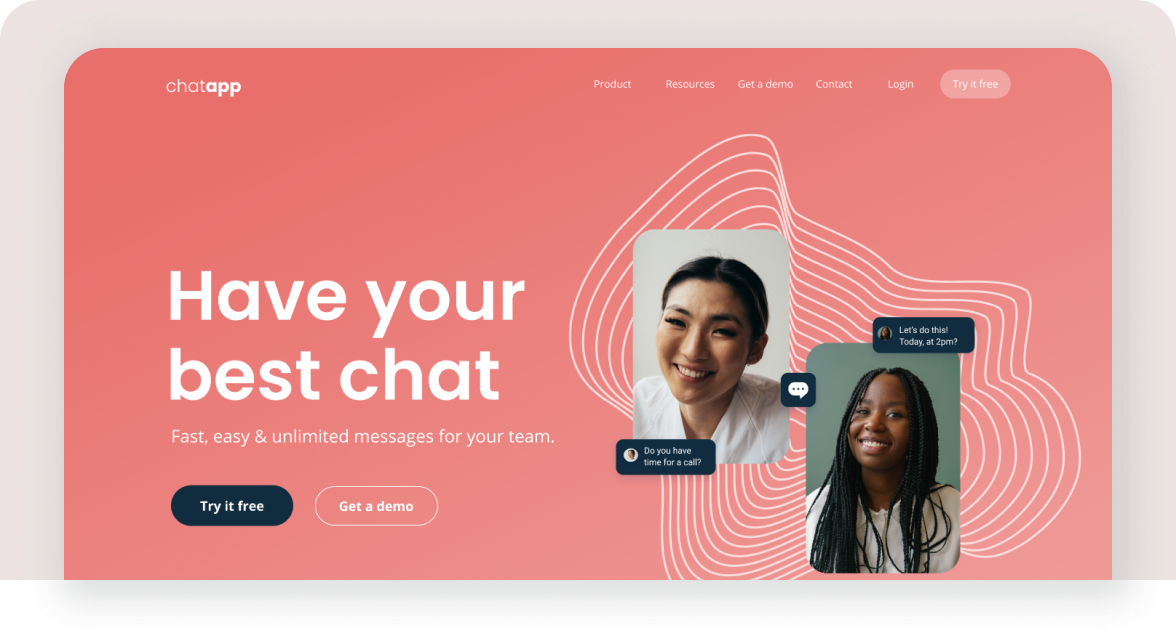 chatapp
Product
Resources
Get a demo
Contact
Login
Try it free
Have your
best chat
Fast, easy & unlimited messages for your team.
Try it free
Get a demo
Do you have
time for a call?
Let's do this!
Today, at 2pm?